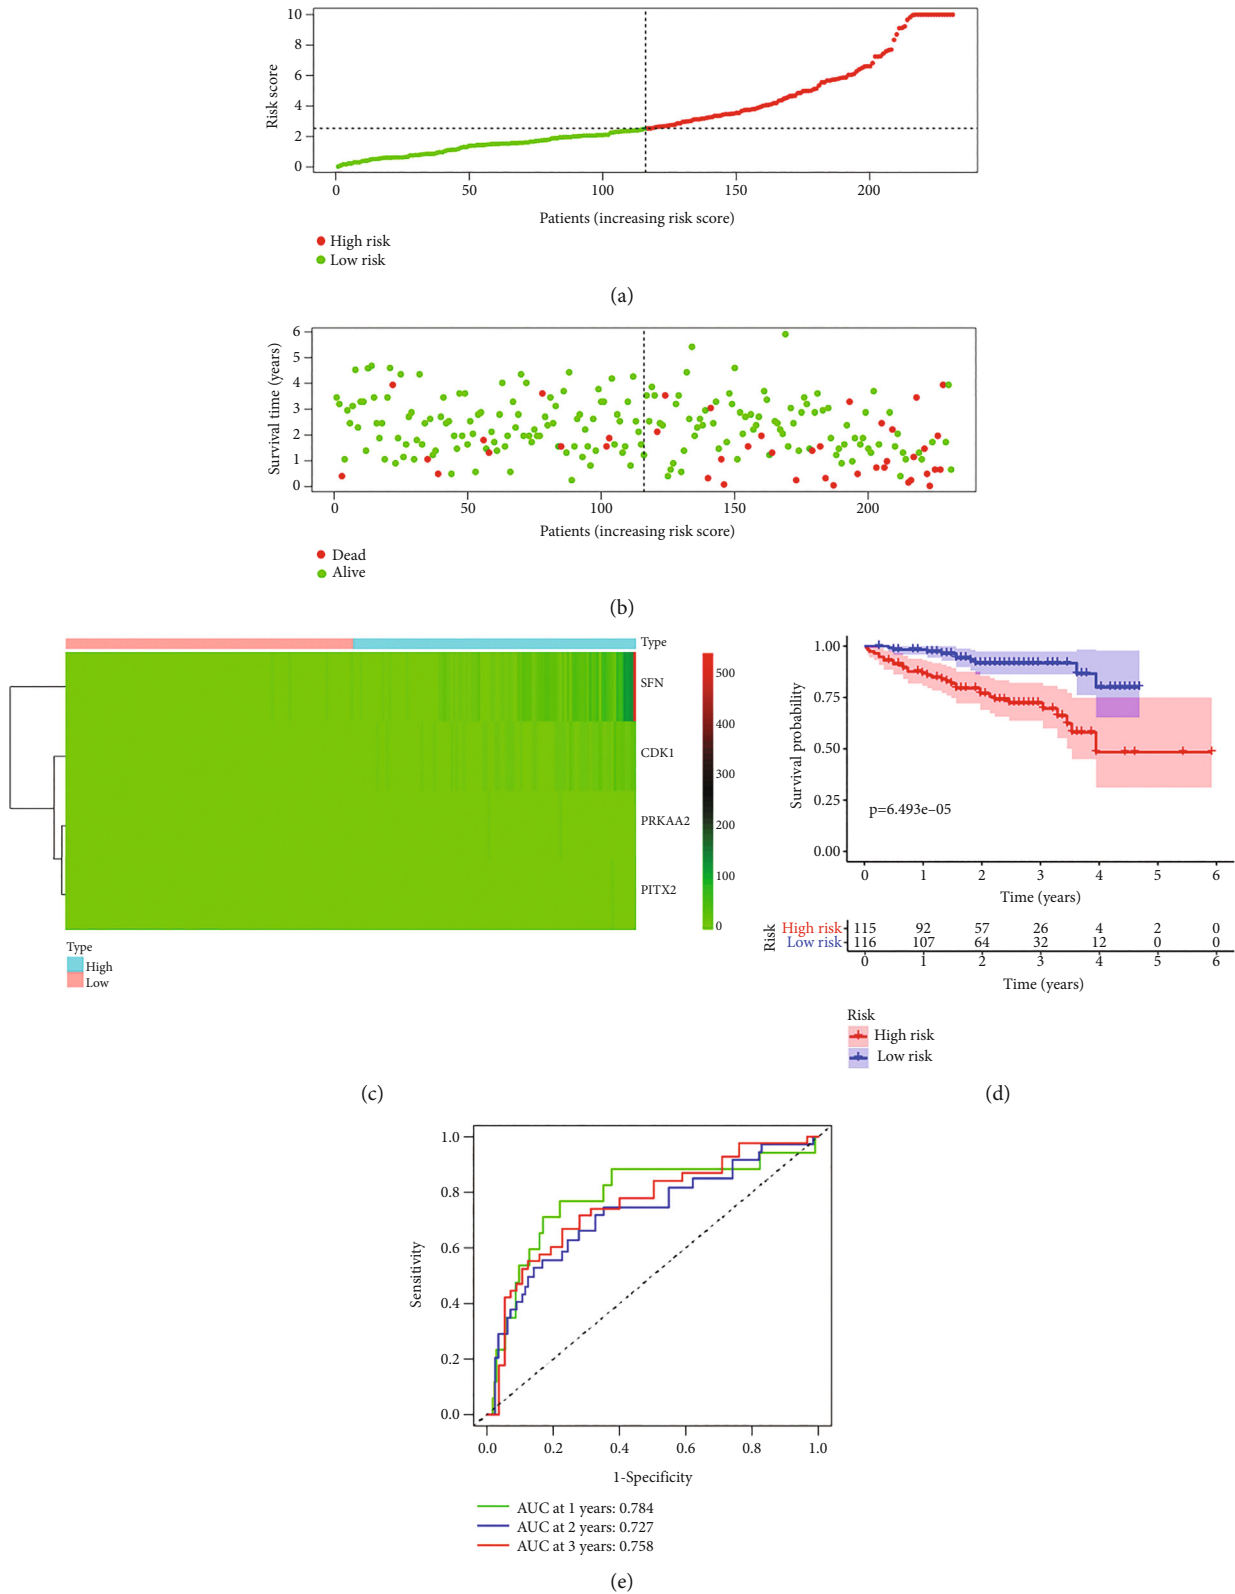 10
8
6
4
2
0
Risk score
0 50 100 150 200
Patients (increasing risk score)
High risk
Low risk
(a)
6
5
4
3
2
1
0
Survival time (years)
0 50 100 150 200
Patients (increasing risk score)
Dead
Alive
(b)
Type
SFN
CDK1
PRKAA2
PITX2
500
400
300
200
100
0
Type
High
Low
(c)
1.00
0.75
0.50
0.25
0.00
Survival probability
p=6.493e–05
0 1 2 3 4 5 6
Time (years)
Risk
High risk 115 92 57 26 4 2 0
Low risk 116 107 64 32 12 0 0
0 1 2 3 4 5 6
Time (years)
Risk
High risk
Low risk
(d)
1.0
0.8
0.6
0.4
0.2
0.0
Sensitivity
0.0 0.2 0.4 0.6 0.8 1.0
1-Specificity
AUC at 1 years: 0.784
AUC at 2 years: 0.727
AUC at 3 years: 0.758
(e)